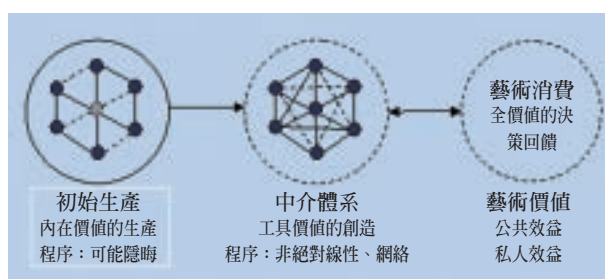 藝術消費
全價值的決
策回饋
初始生產
內在價值的生產
程序：可能隱晦
中介體系
工具價值的創造
程序：非絕對線性、網絡
藝術價值
公共效益
私人效益